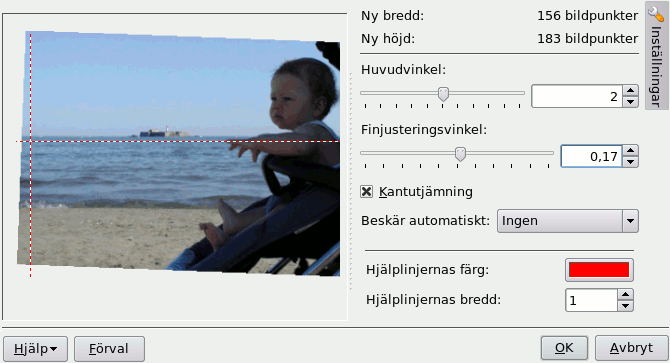 Ny bredd: 156 bildpunkter
Ny höjd: 183 bildpunkter
Inställningar
Huvudvinkel:
2
Finjusteringsvinkel:
0,17
Kantutjämning
Beskär automatiskt: Ingen
Hjälplinjernas färg:
Hjälplinjernas bredd: 1
Hjälp Förval OK Avbryt